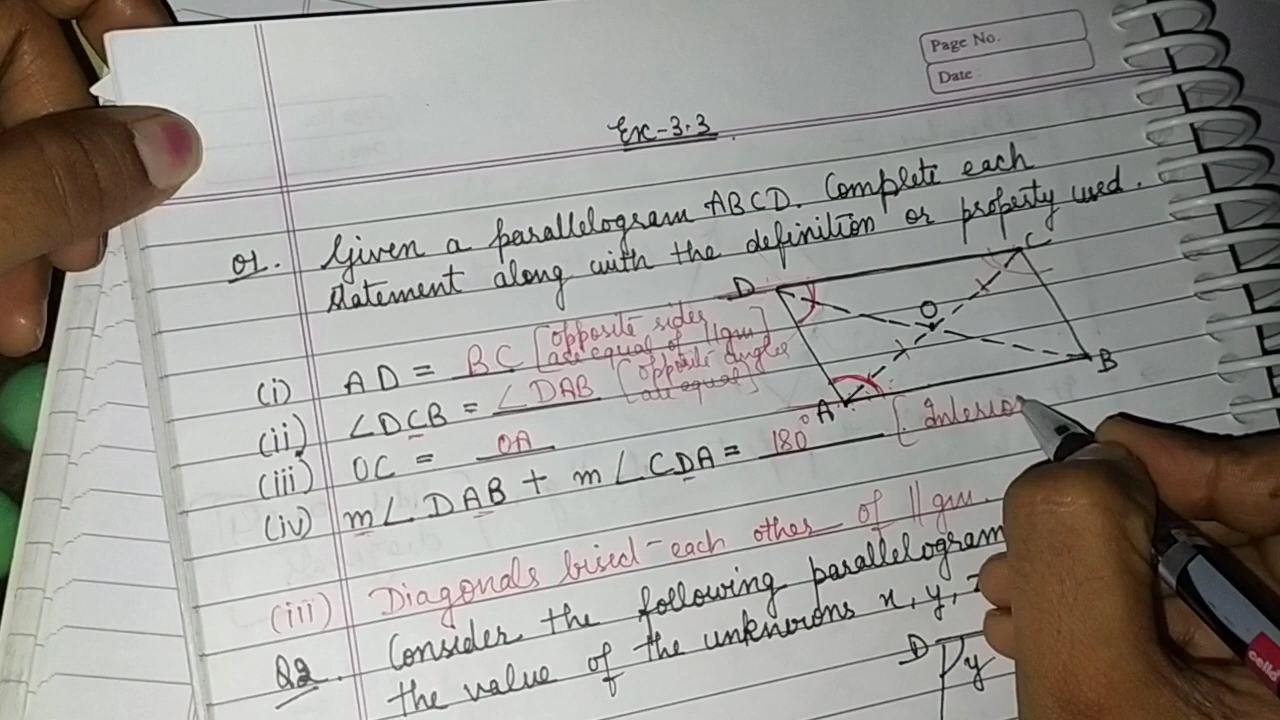 Page No.
Date
Ex-3.3.
Q1. Given a parallelogram ABCD. Complete each
statement along with the definition or property used.
(i) AD = BC [opposite sides
are equal of ||gm]
(ii) ∠DCB = ∠DAB [opposite angles
are equal]
(iii) OC = OA
(iv) m∠DAB + m∠CDA = 180° [Interio
D
C
O
A
B
(iii) Diagonals bisect each other of ||gm.
Q2. Consider the following parallelogram
the value of the unknowns x, y,
D
y
cello